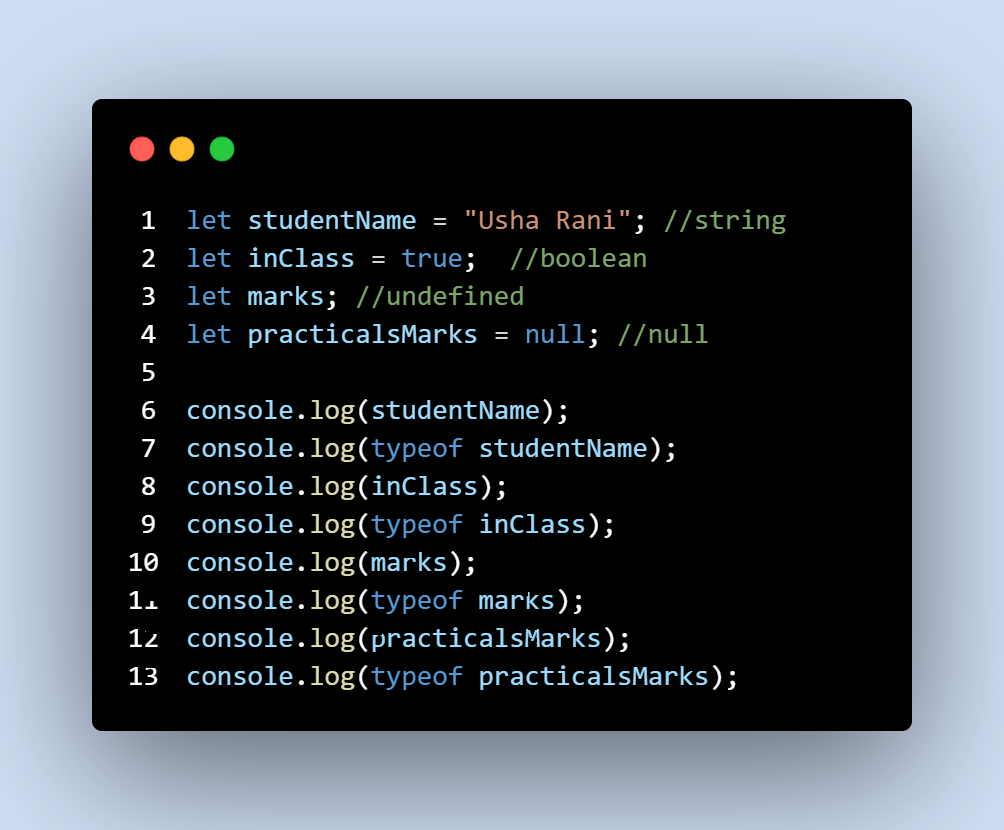 1 let studentName = "Usha Rani"; //string
2 let inClass = true;  //boolean
3 let marks; //undefined
4 let practicalsMarks = null; //null
5
6 console.log(studentName);
7 console.log(typeof studentName);
8 console.log(inClass);
9 console.log(typeof inClass);
10 console.log(marks);
11 console.log(typeof marks);
12 console.log(practicalsMarks);
13 console.log(typeof practicalsMarks);